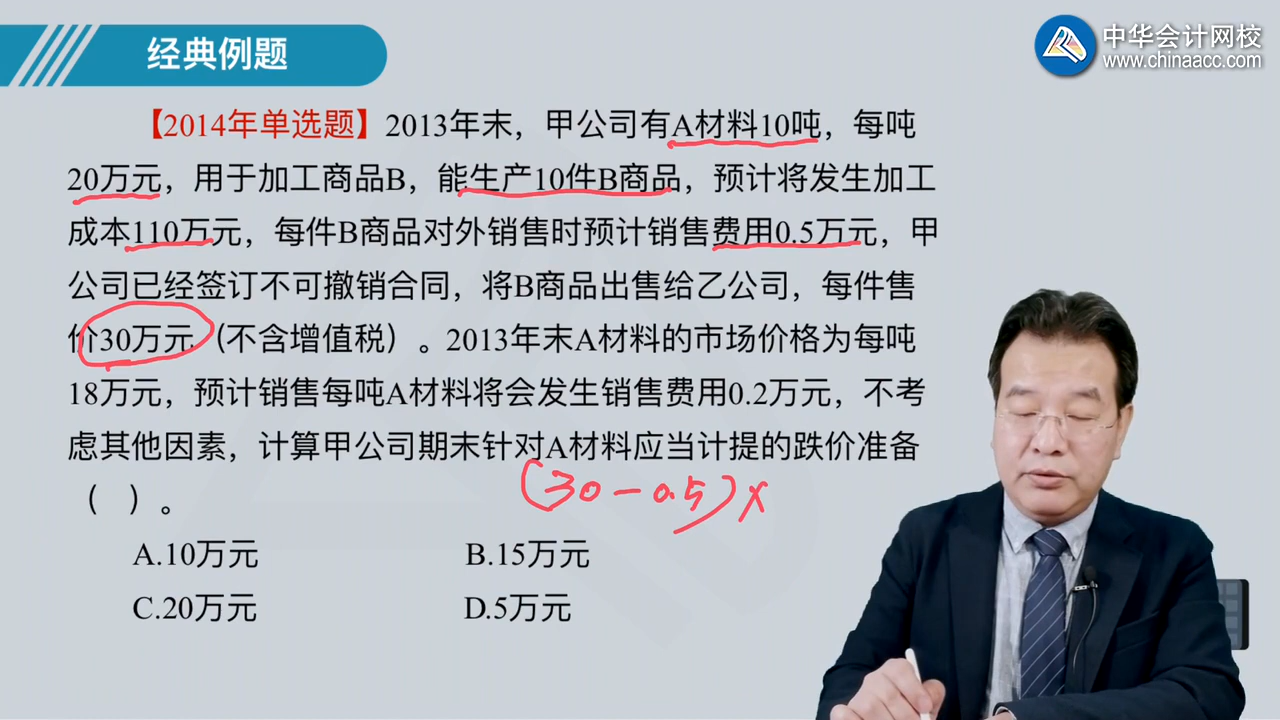 经典例题
中华会计网校
www.chinaacc.com
【2014年单选题】2013年末，甲公司有A材料10吨，每吨
20万元，用于加工商品B，能生产10件B商品，预计将发生加工
成本110万元，每件B商品对外销售时预计销售费用0.5万元，甲
公司已经签订不可撤销合同，将B商品出售给乙公司，每件售
价30万元（不含增值税）。2013年末A材料的市场价格为每吨
18万元，预计销售每吨A材料将会发生销售费用0.2万元，不考
虑其他因素，计算甲公司期末针对A材料应当计提的跌价准备
（ ）。
(30-0.5)×
A.10万元 B.15万元
C.20万元 D.5万元